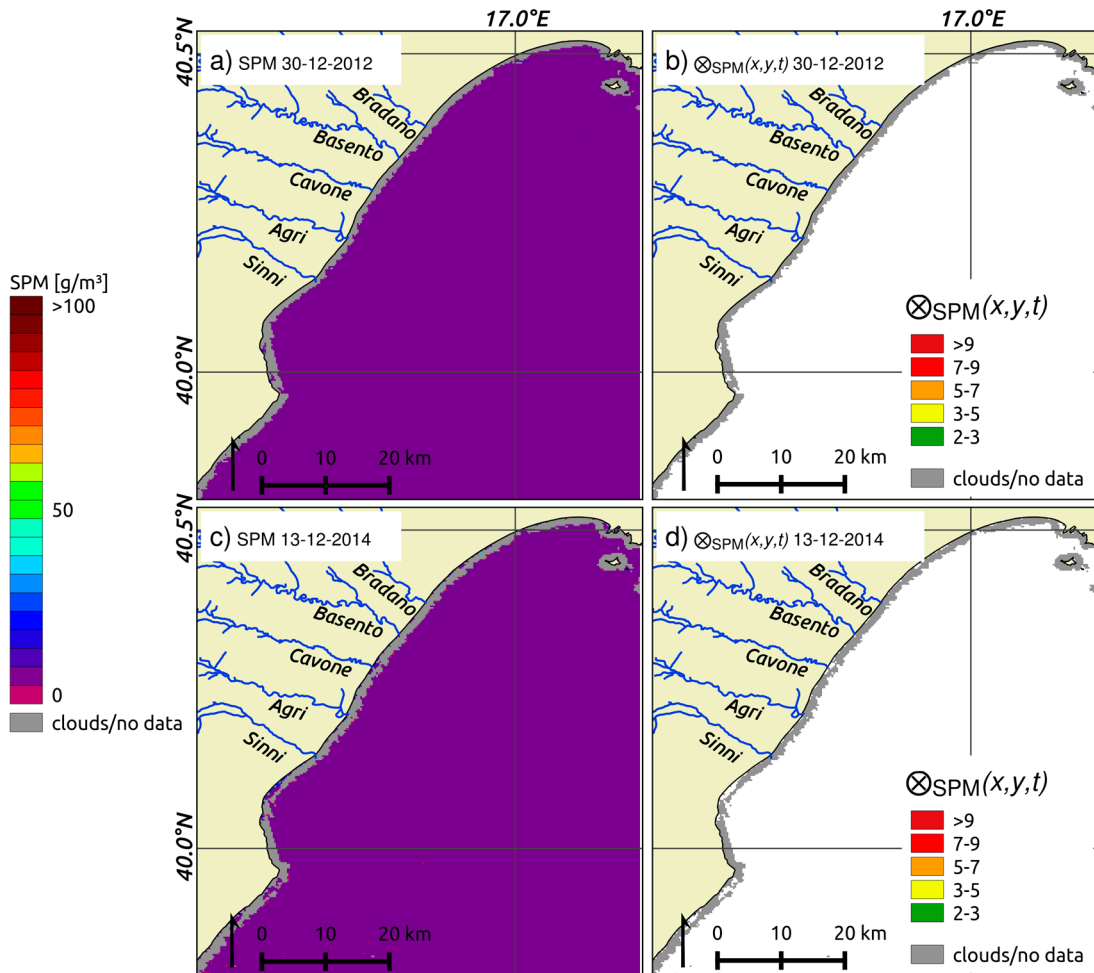 17.0°E
17.0°E
40.5°N
a) SPM 30-12-2012
Bradano
Basento
Cavone
Agri
Sinni
40.0°N
0 10 20 km
b) ⊗SPM(x,y,t) 30-12-2012
Bradano
Basento
Cavone
Agri
Sinni
⊗SPM(x,y,t)
>9
7-9
5-7
3-5
2-3
clouds/no data
0 10 20 km
SPM [g/m³]
>100
50
0
clouds/no data
40.5°N
c) SPM 13-12-2014
Bradano
Basento
Cavone
Agri
Sinni
40.0°N
0 10 20 km
d) ⊗SPM(x,y,t) 13-12-2014
Bradano
Basento
Cavone
Agri
Sinni
⊗SPM(x,y,t)
>9
7-9
5-7
3-5
2-3
clouds/no data
0 10 20 km